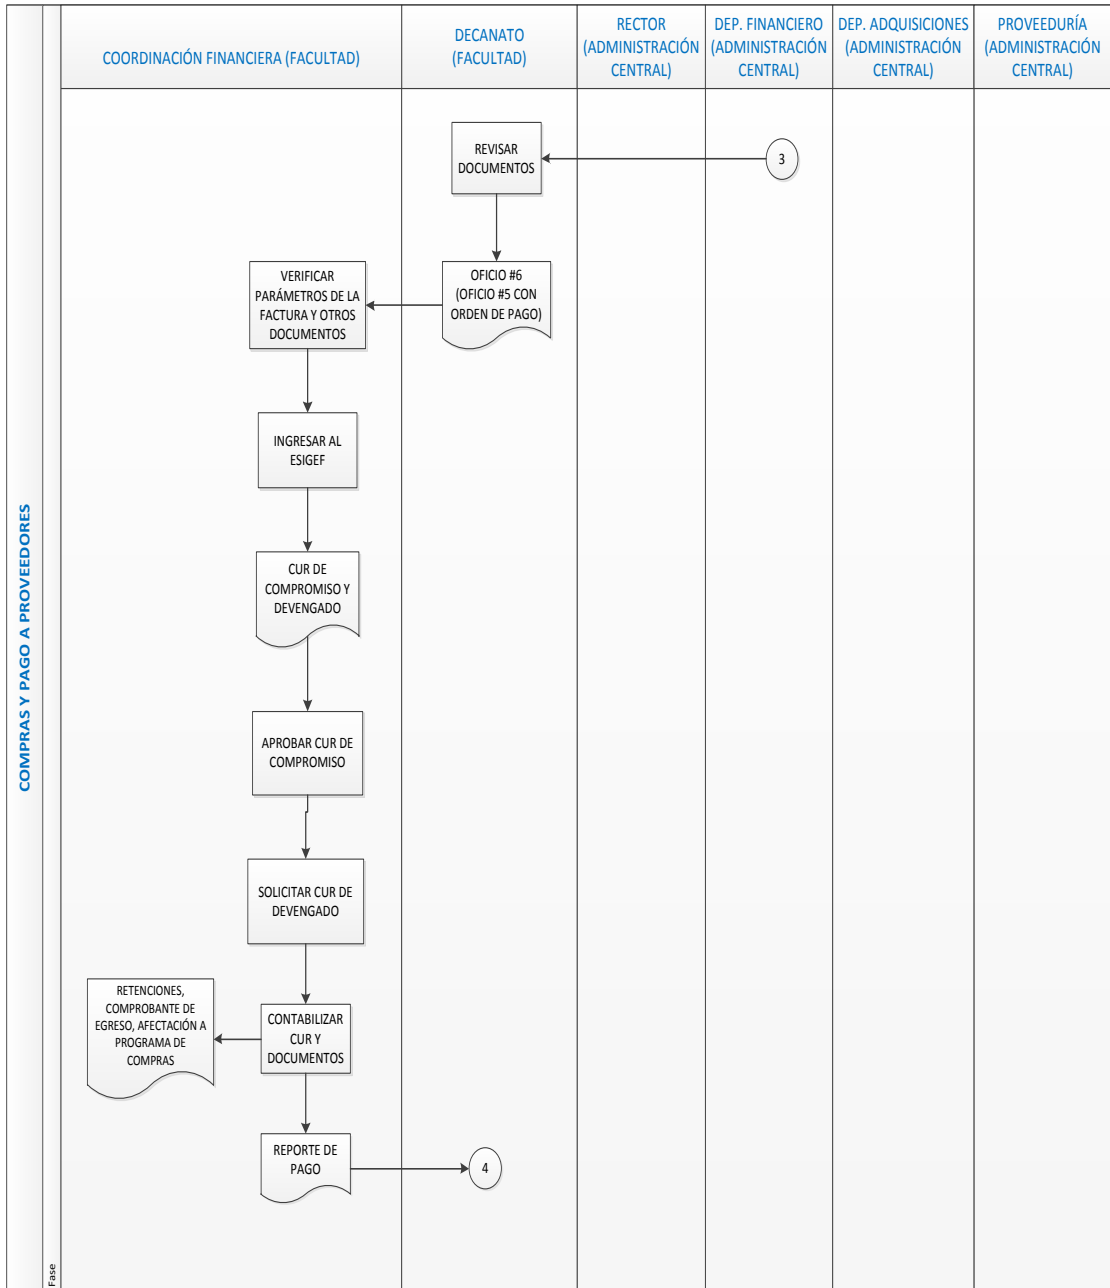 COORDINACIÓN FINANCIERA (FACULTAD)
DECANATO
(FACULTAD)
RECTOR
(ADMINISTRACIÓN
CENTRAL)
DEP. FINANCIERO
(ADMINISTRACIÓN
CENTRAL)
DEP. ADQUISICIONES
(ADMINISTRACIÓN
CENTRAL)
PROVEEDURÍA
(ADMINISTRACIÓN
CENTRAL)
COMPRAS Y PAGO A PROVEEDORES
Fase
REVISAR
DOCUMENTOS
3
OFICIO #6
(OFICIO #5 CON
ORDEN DE PAGO)
VERIFICAR
PARÁMETROS DE LA
FACTURA Y OTROS
DOCUMENTOS
INGRESAR AL
ESIGEF
CUR DE
COMPROMISO Y
DEVENGADO
APROBAR CUR DE
COMPROMISO
SOLICITAR CUR DE
DEVENGADO
CONTABILIZAR
CUR Y
DOCUMENTOS
RETENCIONES,
COMPROBANTE DE
EGRESO, AFECTACIÓN A
PROGRAMA DE
COMPRAS
REPORTE DE
PAGO
4